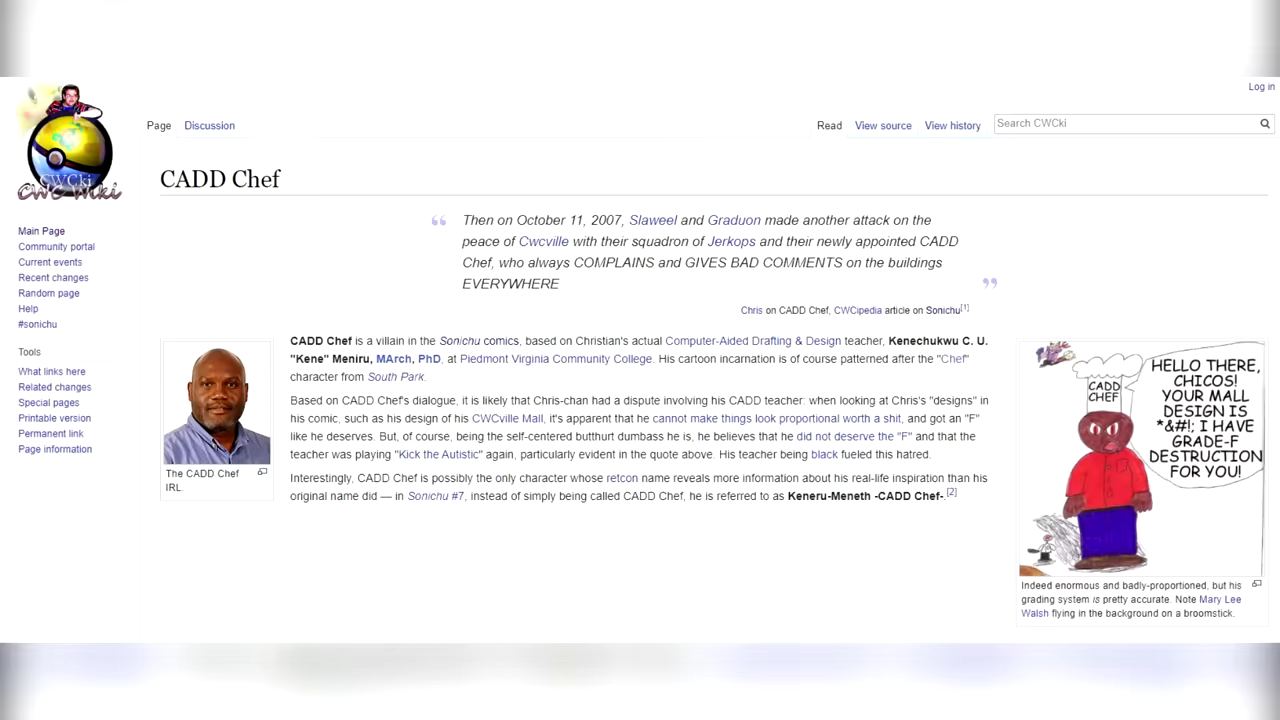 Log in
CWCki
CWC Wiki
Page Discussion
Read View source View history Search CWCki
CADD Chef
“ Then on October 11, 2007, Slaweel and Graduon made another attack on the
peace of Cwcville with their squadron of Jerkops and their newly appointed CADD
Chef, who always COMPLAINS and GIVES BAD COMMENTS on the buildings
EVERYWHERE ”
Chris on CADD Chef, CWCipedia article on Sonichu[1]
Main Page
Community portal
Current events
Recent changes
Random page
Help
#sonichu
Tools
What links here
Related changes
Special pages
Printable version
Permanent link
Page information
The CADD Chef
IRL.
CADD Chef is a villain in the Sonichu comics, based on Christian's actual Computer-Aided Drafting & Design teacher, Kenechukwu C. U.
"Kene" Meniru, MArch, PhD, at Piedmont Virginia Community College. His cartoon incarnation is of course patterned after the "Chef"
character from South Park.
Based on CADD Chef's dialogue, it is likely that Chris-chan had a dispute involving his CADD teacher: when looking at Chris's "designs" in
his comic, such as his design of his CWCville Mall, it's apparent that he cannot make things look proportional worth a shit, and got an "F"
like he deserves. But, of course, being the self-centered butthurt dumbass he is, he believes that he did not deserve the "F" and that the
teacher was playing "Kick the Autistic" again, particularly evident in the quote above. His teacher being black fueled this hatred.
Interestingly, CADD Chef is possibly the only character whose retcon name reveals more information about his real-life inspiration than his
original name did — in Sonichu #7, instead of simply being called CADD Chef, he is referred to as Keneru-Meneth -CADD Chef-.[2]
CADD
CHEF
HELLO THERE,
CHICOS!
YOUR MALL
DESIGN IS
*&#!; I HAVE
GRADE-F
DESTRUCTION
FOR YOU!
Indeed enormous and badly-proportioned, but his
grading system is pretty accurate. Note Mary Lee
Walsh flying in the background on a broomstick.